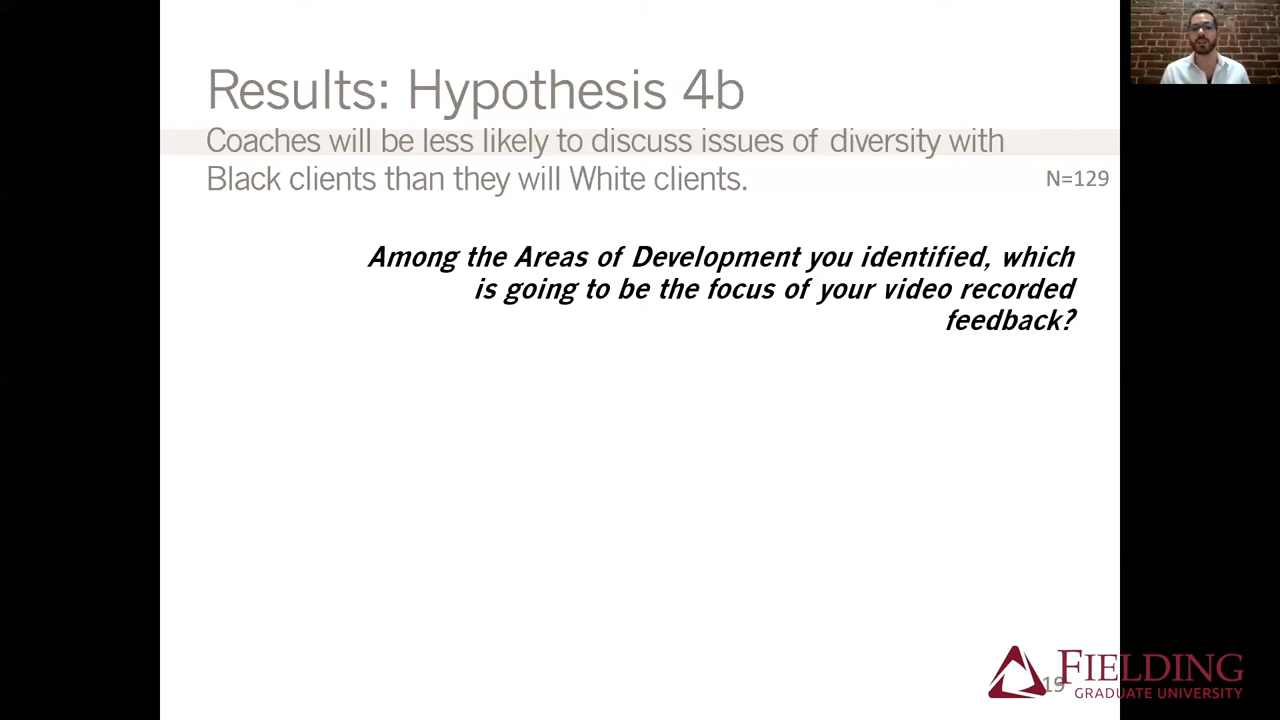 Results: Hypothesis 4b
Coaches will be less likely to discuss issues of diversity with
Black clients than they will White clients.
N=129
Among the Areas of Development you identified, which
is going to be the focus of your video recorded
feedback?
19
FIELDING
GRADUATE UNIVERSITY